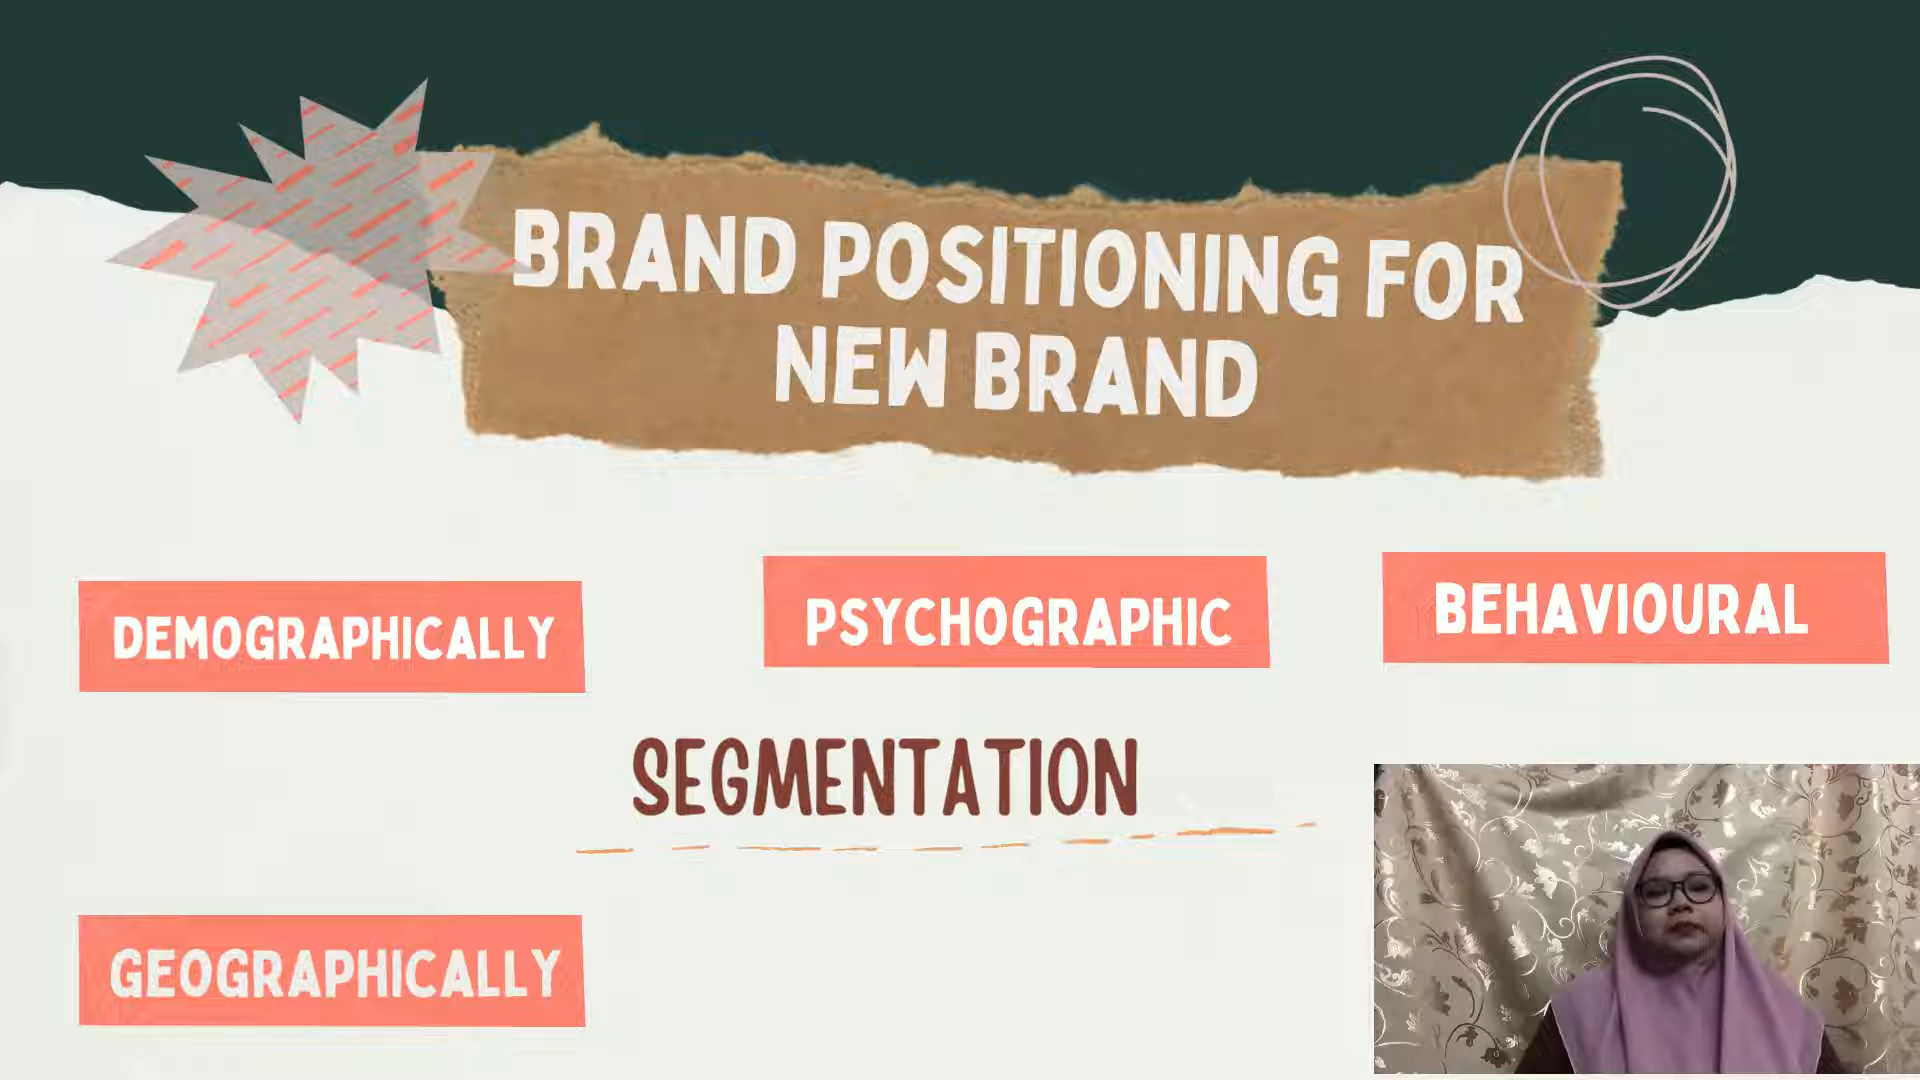 BRAND POSITIONING FOR
NEW BRAND
DEMOGRAPHICALLY
PSYCHOGRAPHIC
BEHAVIOURAL
SEGMENTATION
GEOGRAPHICALLY